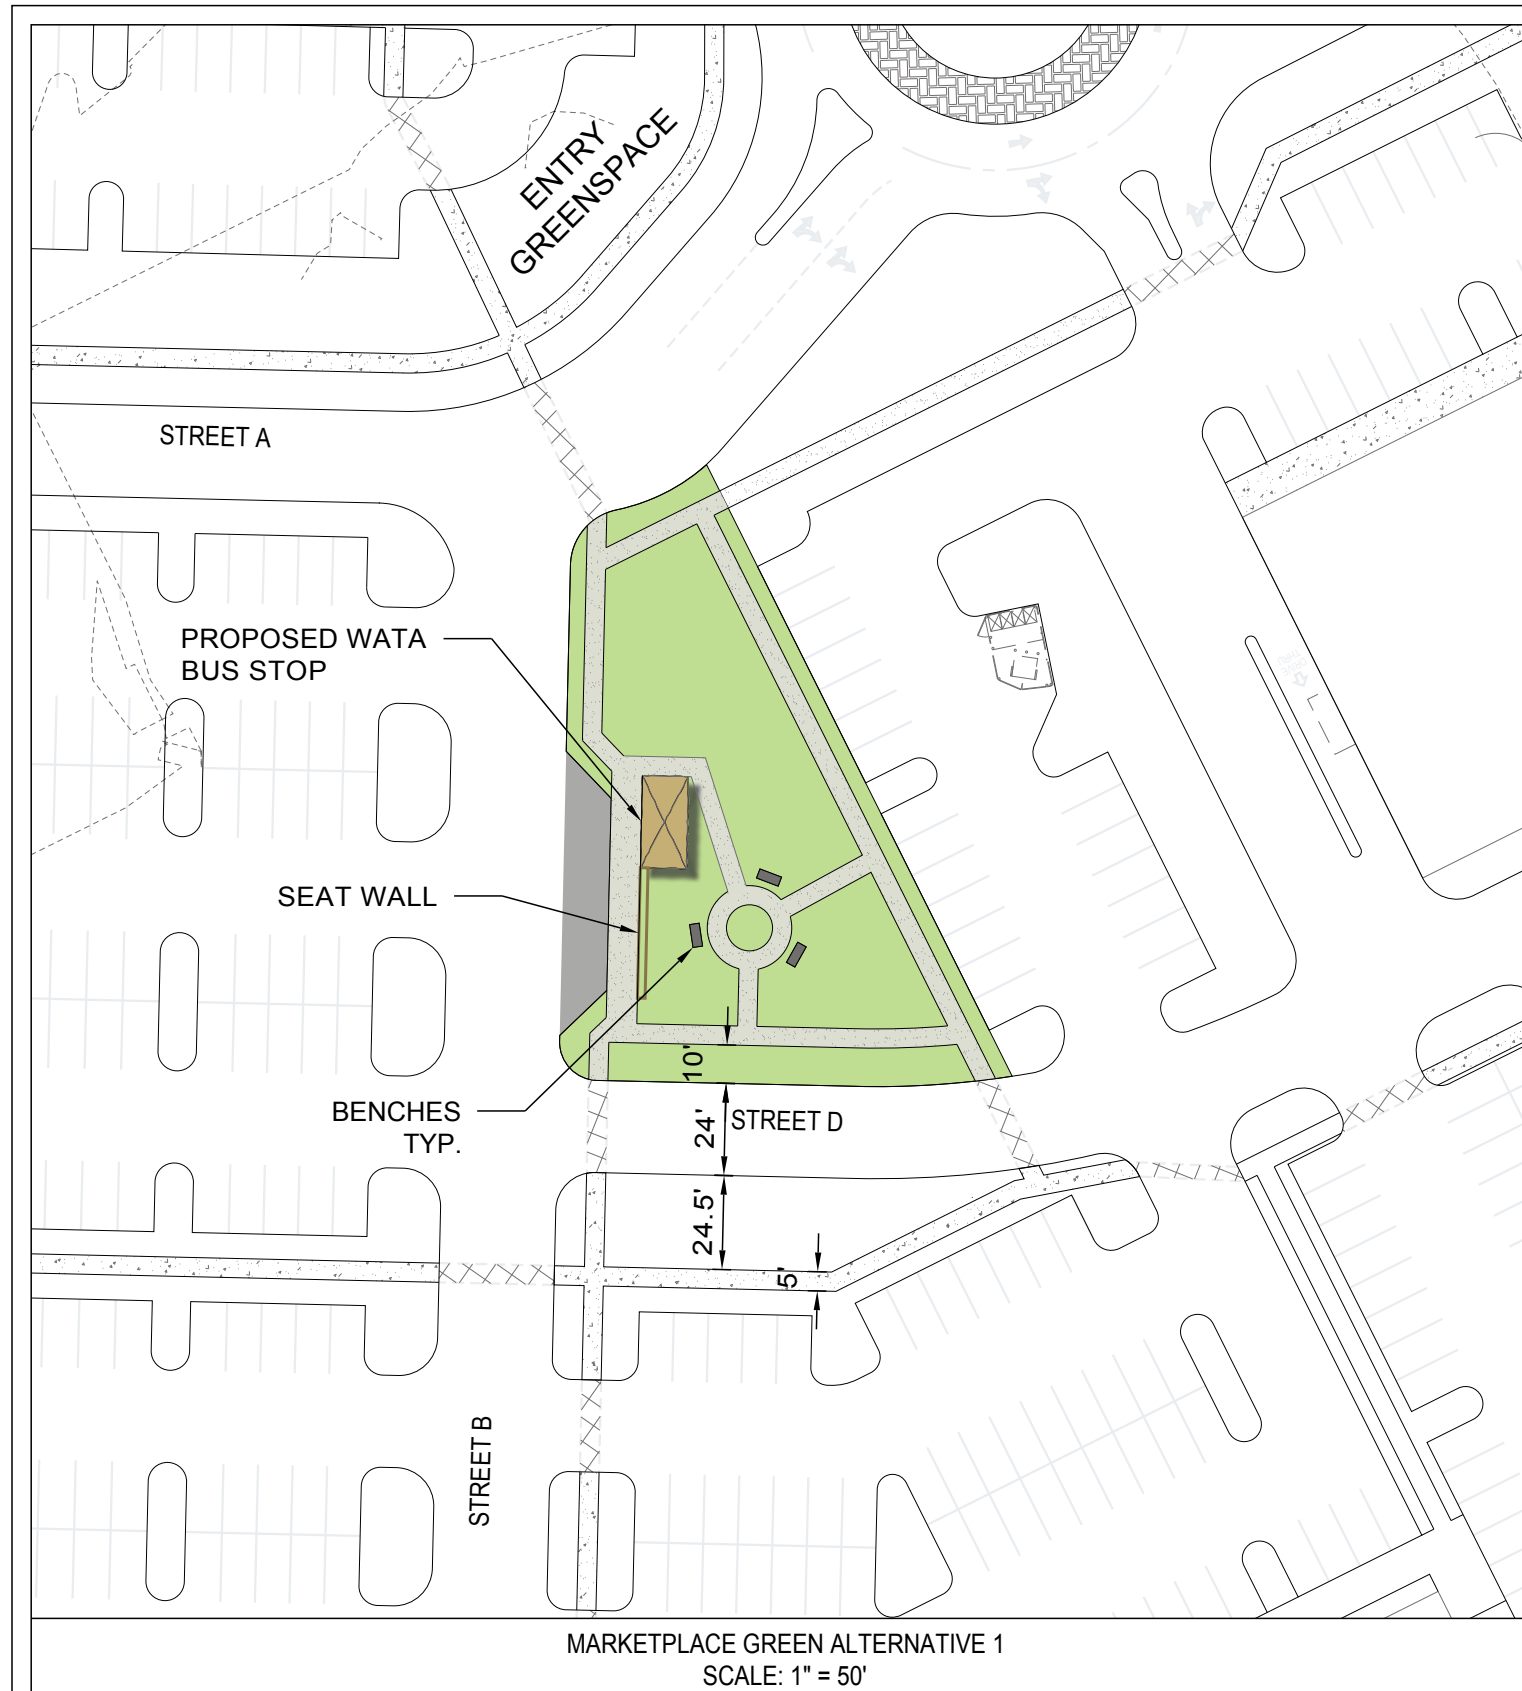 ENTRY
GREENSPACE
STREET A
PROPOSED WATA
BUS STOP
SEAT WALL
BENCHES
TYP.
10'
24'
STREET D
24.5'
5'
STREET B
MARKETPLACE GREEN ALTERNATIVE 1
SCALE: 1" = 50'